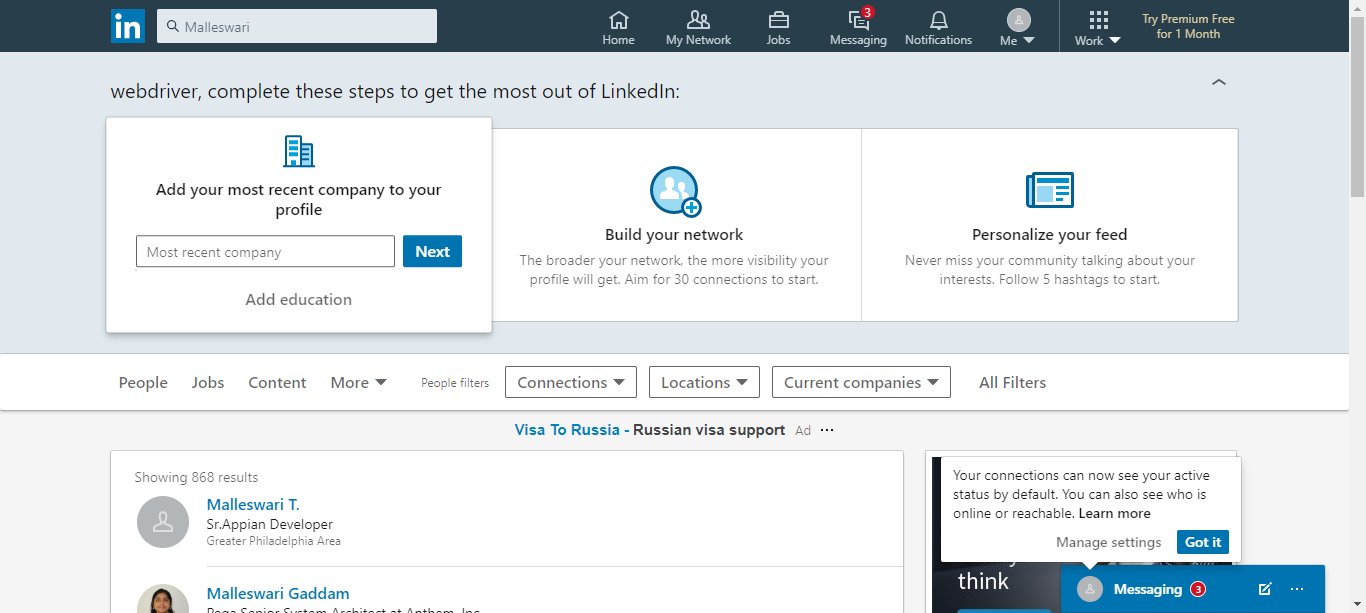 in
Malleswari
Home
My Network
Jobs
3
Messaging
Notifications
Me
Work
Try Premium Free
for 1 Month
webdriver, complete these steps to get the most out of LinkedIn:
Add your most recent company to your
profile
Most recent company
Next
Add education
Build your network
The broader your network, the more visibility your
profile will get. Aim for 30 connections to start.
Personalize your feed
Never miss your community talking about your
interests. Follow 5 hashtags to start.
People
Jobs
Content
More
People filters
Connections
Locations
Current companies
All Filters
Visa To Russia - Russian visa support Ad ···
Showing 868 results
Malleswari T.
Sr.Appian Developer
Greater Philadelphia Area
Malleswari Gaddam
Pega Senior System Architect at Anthem, Inc.
Your connections can now see your active
status by default. You can also see who is
online or reachable. Learn more
Manage settings
Got it
think
Messaging 3 ···